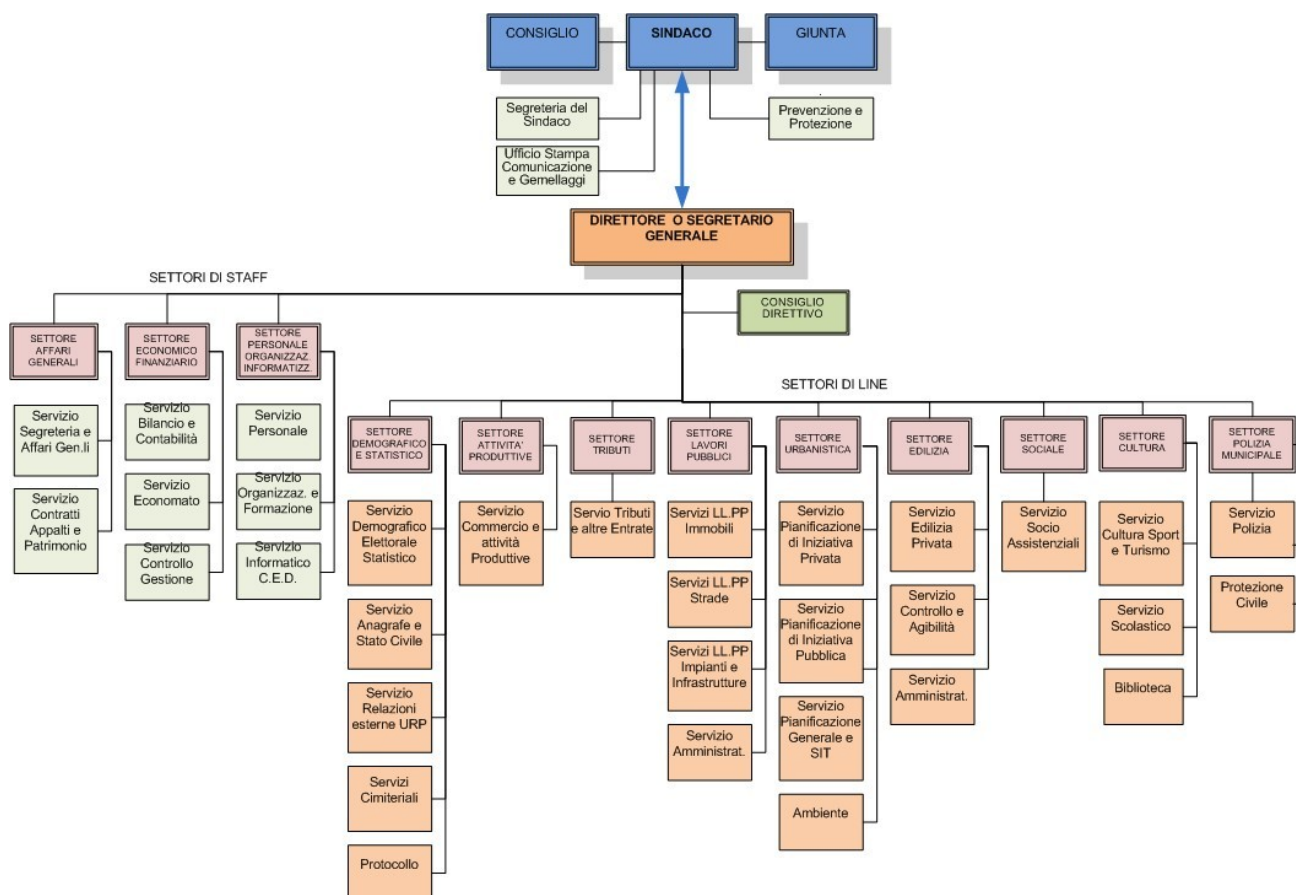 CONSIGLIO
SINDACO
GIUNTA
Segreteria del
Sindaco
Prevenzione e
Protezione
Ufficio Stampa
Comunicazione
e Gemellaggi
DIRETTORE O SEGRETARIO
GENERALE
SETTORI DI STAFF
CONSIGLIO
DIRETTIVO
SETTORE
AFFARI
GENERALI
SETTORE
ECONOMICO
FINANZIARIO
SETTORE
PERSONALE
ORGANIZZAZ.
INFORMATIZZ.
Servizio
Segreteria e
Affari Gen.li
Servizio
Contratti
Appalti e
Patrimonio
Servizio
Bilancio e
Contabilità
Servizio
Economato
Servizio
Controllo
Gestione
Servizio
Personale
Servizio
Organizzaz. e
Formazione
Servizio
Informatico
C.E.D.
SETTORI DI LINE
SETTORE
DEMOGRAFICO
E STATISTICO
SETTORE
ATTIVITA'
PRODUTTIVE
SETTORE
TRIBUTI
SETTORE
LAVORI
PUBBLICI
SETTORE
URBANISTICA
SETTORE
EDILIZIA
SETTORE
SOCIALE
SETTORE
CULTURA
SETTORE
POLIZIA
MUNICIPALE
Servizio
Demografico
Elettorale
Statistico
Servizio
Anagrafe e
Stato Civile
Servizio
Relazioni
esterne URP
Servizi
Cimiteriali
Protocollo
Servizio
Commercio e
attività
Produttive
Servio Tributi
e altre Entrate
Servizi LL.PP
Immobili
Servizi LL.PP
Strade
Servizi LL.PP
Impianti e
Infrastrutture
Servizio
Amministrat.
Servizio
Pianificazione
di Iniziativa
Privata
Servizio
Pianificazione
di Iniziativa
Pubblica
Servizio
Pianificazione
Generale e
SIT
Ambiente
Servizio
Edilizia
Privata
Servizio
Controllo e
Agibilità
Servizio
Amministrat.
Servizio
Socio
Assistenziali
Servizio
Cultura Sport
e Turismo
Servizio
Scolastico
Biblioteca
Servizio
Polizia
Protezione
Civile